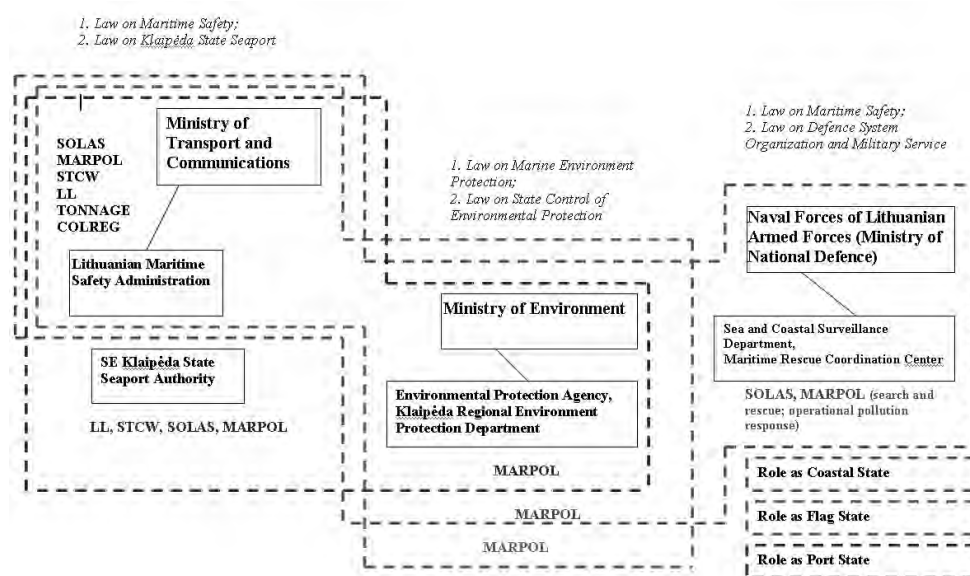 1. Law on Maritime Safety;
2. Law on Klaipėda State Seaport
Ministry of
Transport and
Communications
SOLAS
MARPOL
STCW
LL
TONNAGE
COLREG
Lithuanian Maritime
Safety Administration
SE Klaipėda State
Seaport Authority
LL, STCW, SOLAS, MARPOL
1. Law on Marine Environment
Protection;
2. Law on State Control of
Environmental Protection
Ministry of Environment
Environmental Protection Agency,
Klaipėda Regional Environment
Protection Department
MARPOL
MARPOL
MARPOL
1. Law on Maritime Safety;
2. Law on Defence System
Organization and Military Service
Naval Forces of Lithuanian
Armed Forces (Ministry of
National Defence)
Sea and Coastal Surveillance
Department,
Maritime Rescue Coordination Center
SOLAS, MARPOL (search and
rescue; operational pollution
response)
Role as Coastal State
Role as Flag State
Role as Port State